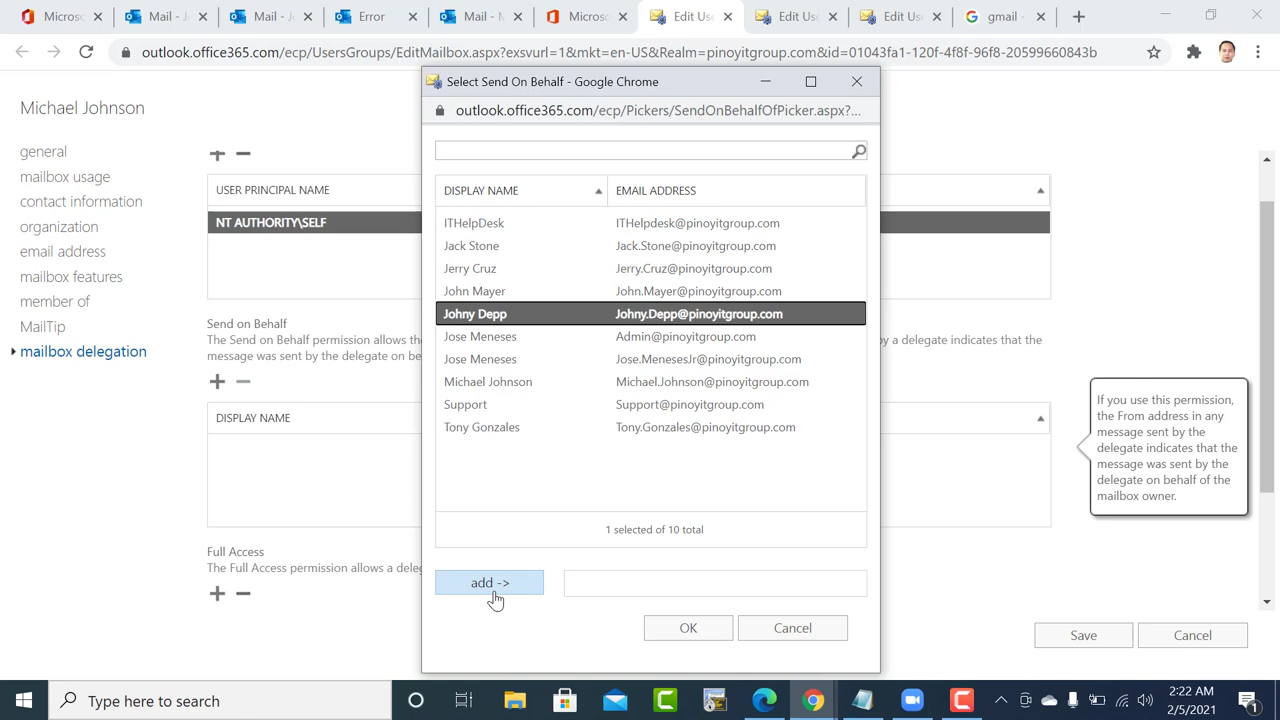 Micros
Mail - Jo
Mail - Jo
Error
Mail - M
Micros
Edit Use
Edit Use
Edit Use
gmail -
outlook.office365.com/ecp/UsersGroups/EditMailbox.aspx?exsvurl=1&mkt=en-US&Realm=pinoyitgroup.com&id=01043fa1-120f-4f8f-96f8-20599660843b
Michael Johnson
general
mailbox usage
contact information
organization
email address
mailbox features
member of
MailTip
mailbox delegation
USER PRINCIPAL NAME
NT AUTHORITY\SELF
Send on Behalf
The Send on Behalf permission allows the
message was sent by the delegate on be
y a delegate indicates that the
DISPLAY NAME
Full Access
The Full Access permission allows a dele
If you use this permission,
the From address in any
message sent by the
delegate indicates that the
message was sent by the
delegate on behalf of the
mailbox owner.
Save
Cancel
Select Send On Behalf - Google Chrome
outlook.office365.com/ecp/Pickers/SendOnBehalfOfPicker.aspx?...
DISPLAY NAME EMAIL ADDRESS
ITHelpDesk ITHelpdesk@pinoyitgroup.com
Jack Stone Jack.Stone@pinoyitgroup.com
Jerry Cruz Jerry.Cruz@pinoyitgroup.com
John Mayer John.Mayer@pinoyitgroup.com
Johny Depp Johny.Depp@pinoyitgroup.com
Jose Meneses Admin@pinoyitgroup.com
Jose Meneses Jose.MenesesJr@pinoyitgroup.com
Michael Johnson Michael.Johnson@pinoyitgroup.com
Support Support@pinoyitgroup.com
Tony Gonzales Tony.Gonzales@pinoyitgroup.com
1 selected of 10 total
add ->
OK
Cancel
Type here to search
2:22 AM
2/5/2021
1